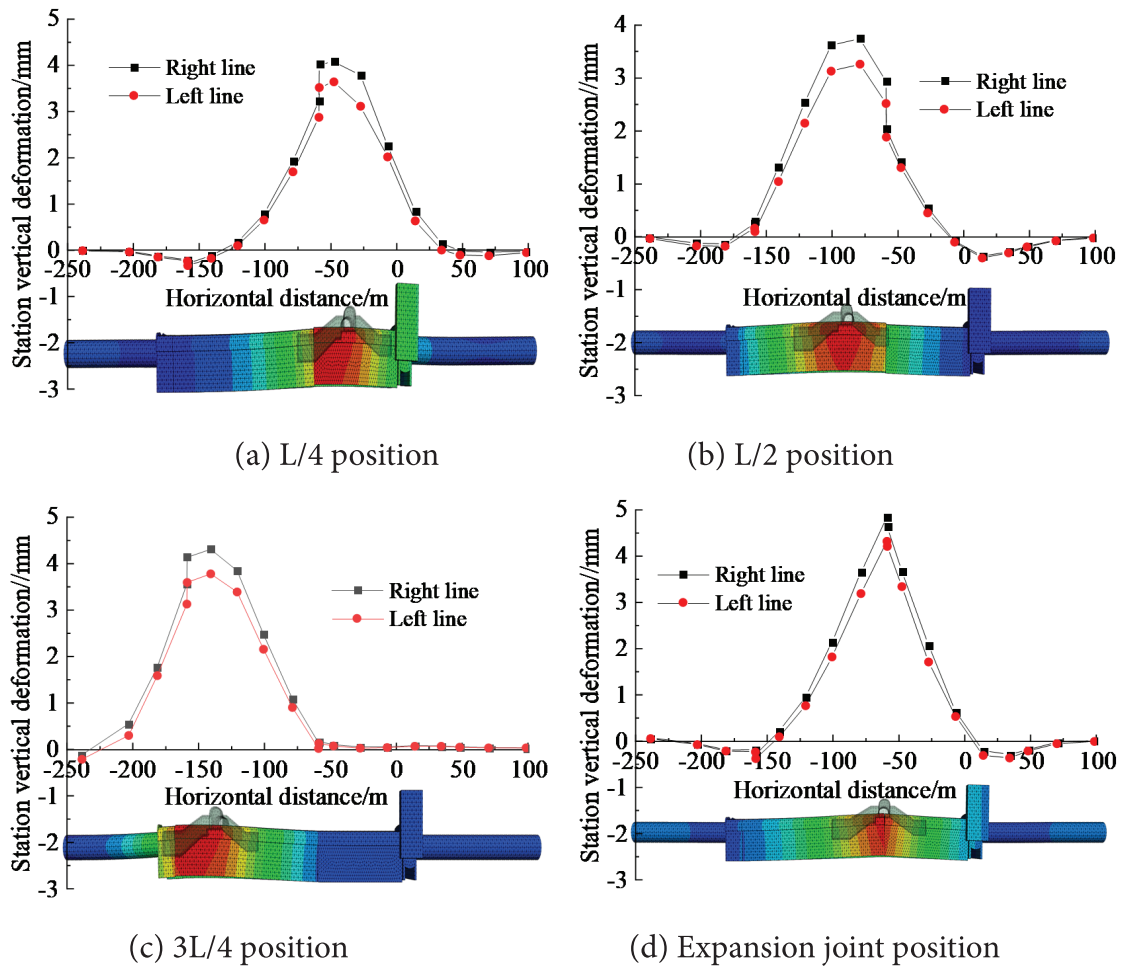 Station vertical deformation/mm
5
4
3
2
1
0
-1
-2
-3
Right line
Left line
-250 -200 -150 -100 -50 0 50 100
Horizontal distance/m
(a) L/4 position
Station vertical deformation//mm
4
3
2
1
0
-1
-2
-3
Right line
Left line
-250 -200 -150 -100 -50 0 50 100
Horizontal distance/m
(b) L/2 position
Station vertical deformation//mm
5
4
3
2
1
0
-1
-2
-3
Right line
Left line
-250 -200 -150 -100 -50 0 50 100
Horizontal distance/m
(c) 3L/4 position
Station vertical deformation//mm
5
4
3
2
1
0
-1
-2
-3
Right line
Left line
-250 -200 -150 -100 -50 0 50 100
Horizontal distance/m
(d) Expansion joint position